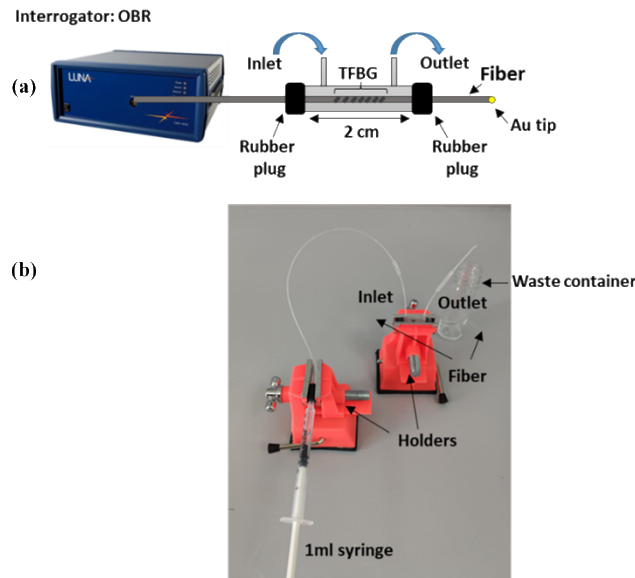 Interrogator: OBR
(a)
LUNA
Inlet
Outlet
TFBG
Fiber
Au tip
2 cm
Rubber
plug
Rubber
plug
(b)
Waste container
Inlet
Outlet
Fiber
Holders
1ml syringe